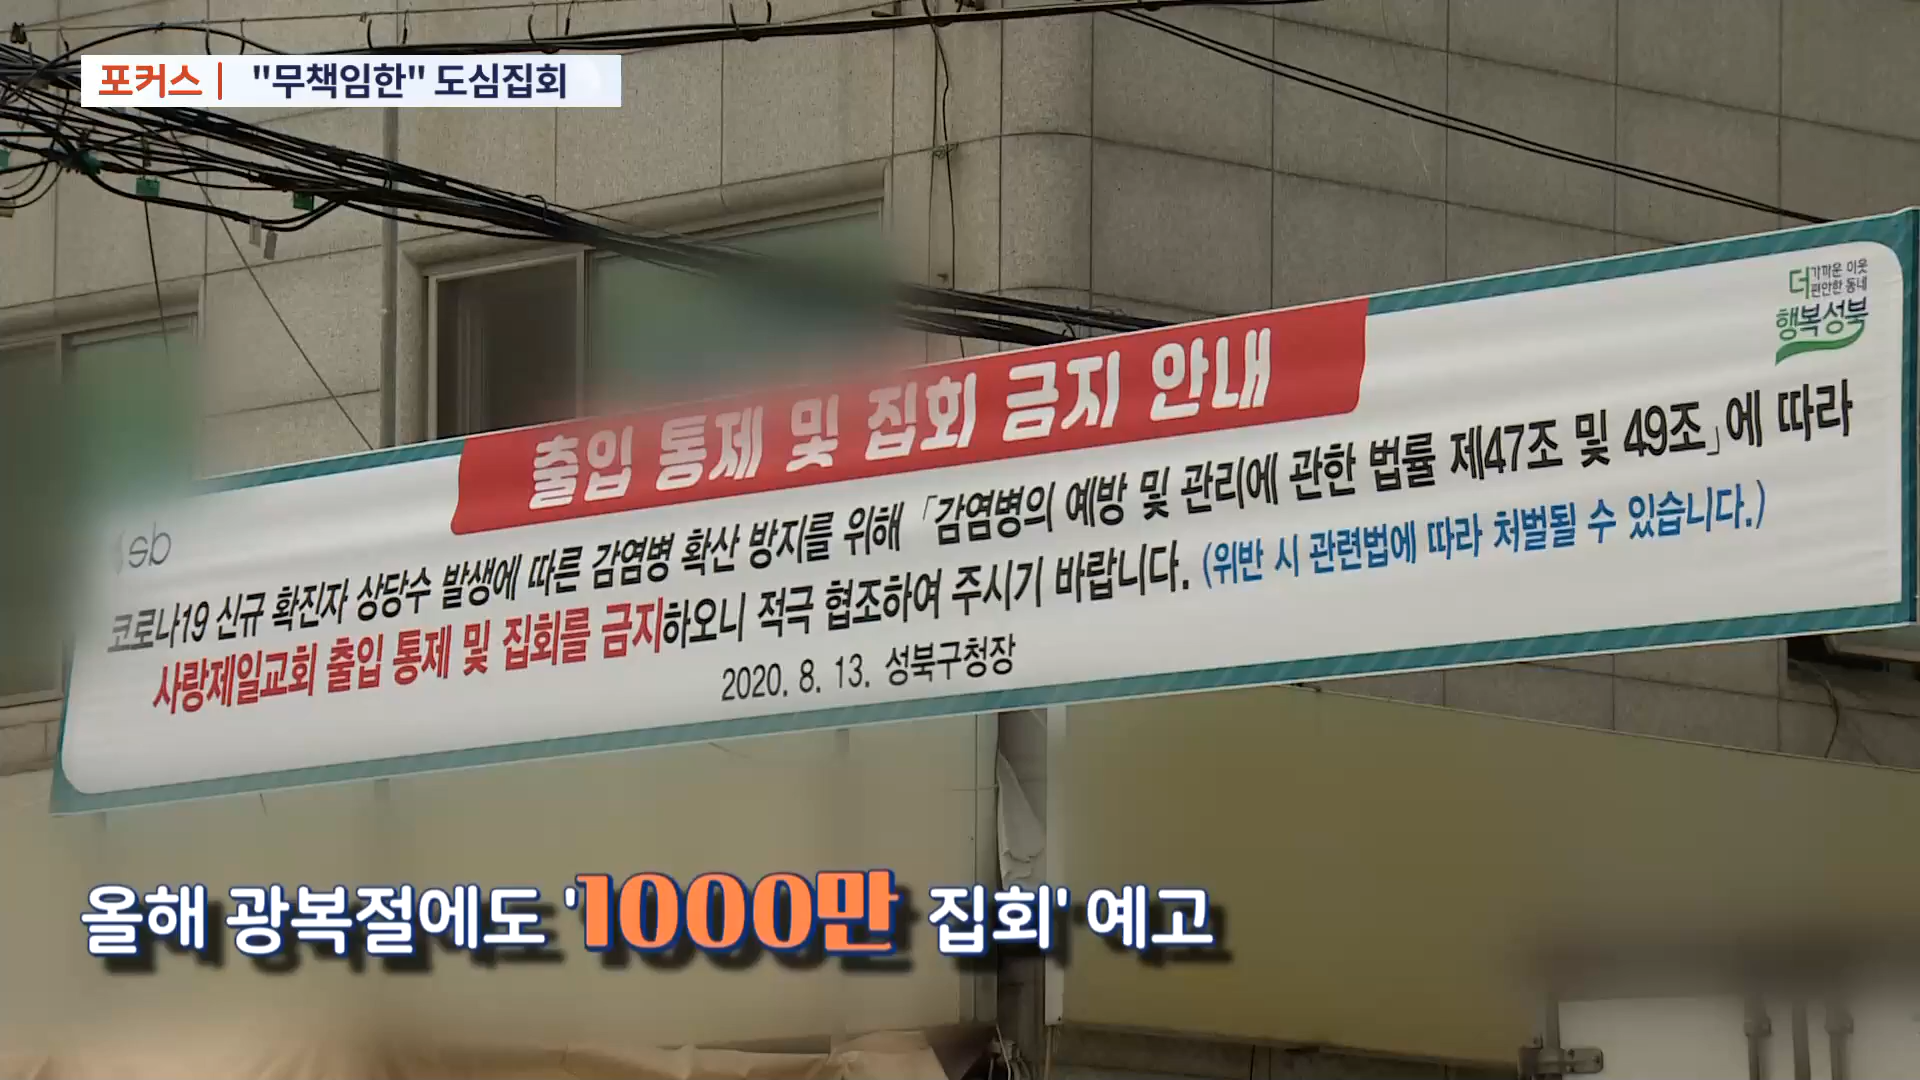 포커스| "무책임한" 도심집회
더 가까운 이웃
편안한 동네
행복성북
출입 통제 및 집회 금지 안내
코로나19 신규 확진자 상당수 발생에 따른 감염병 확산 방지를 위해 「감염병의 예방 및 관리에 관한 법률 제47조 및 49조」에 따라
사랑제일교회 출입 통제 및 집회를 금지하오니 적극 협조하여 주시기 바랍니다. (위반 시 관련법에 따라 처벌될 수 있습니다.)
2020. 8. 13. 성북구청장
올해 광복절에도 '1000만 집회' 예고